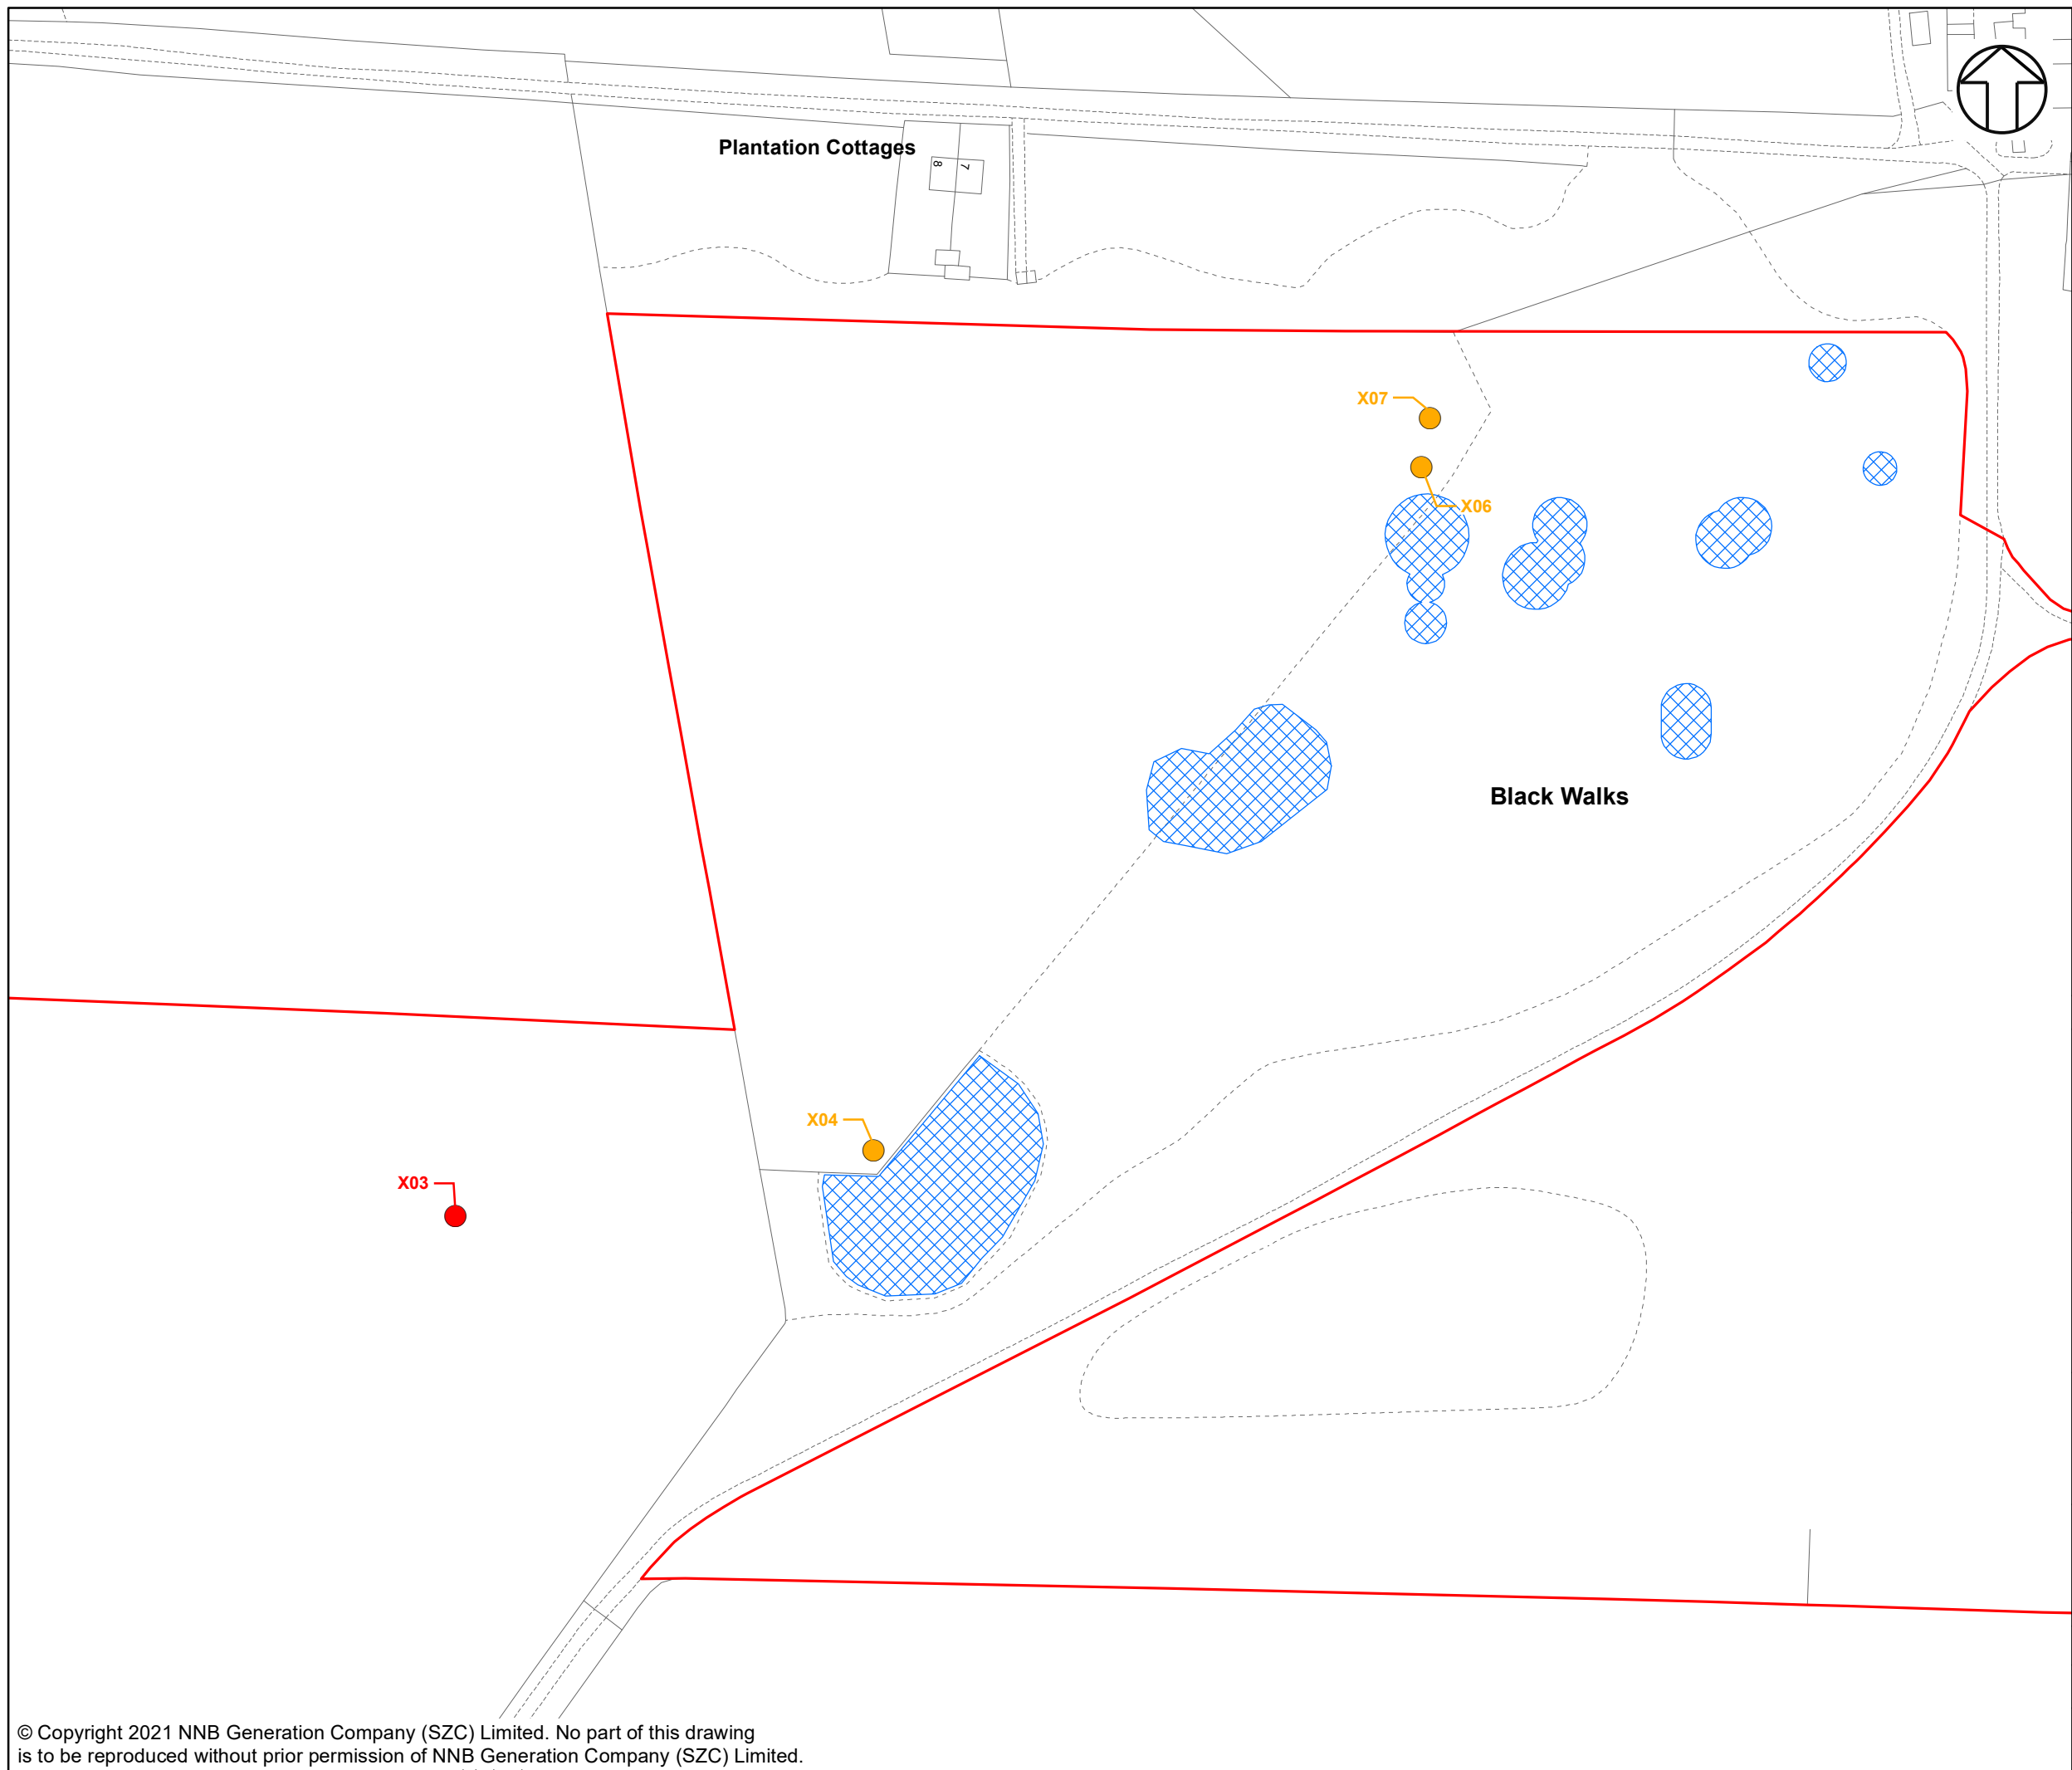 Plantation Cottages
8
7
X07
X06
Black Walks
X04
X03
© Copyright 2021 NNB Generation Company (SZC) Limited. No part of this drawing
is to be reproduced without prior permission of NNB Generation Company (SZC) Limited.